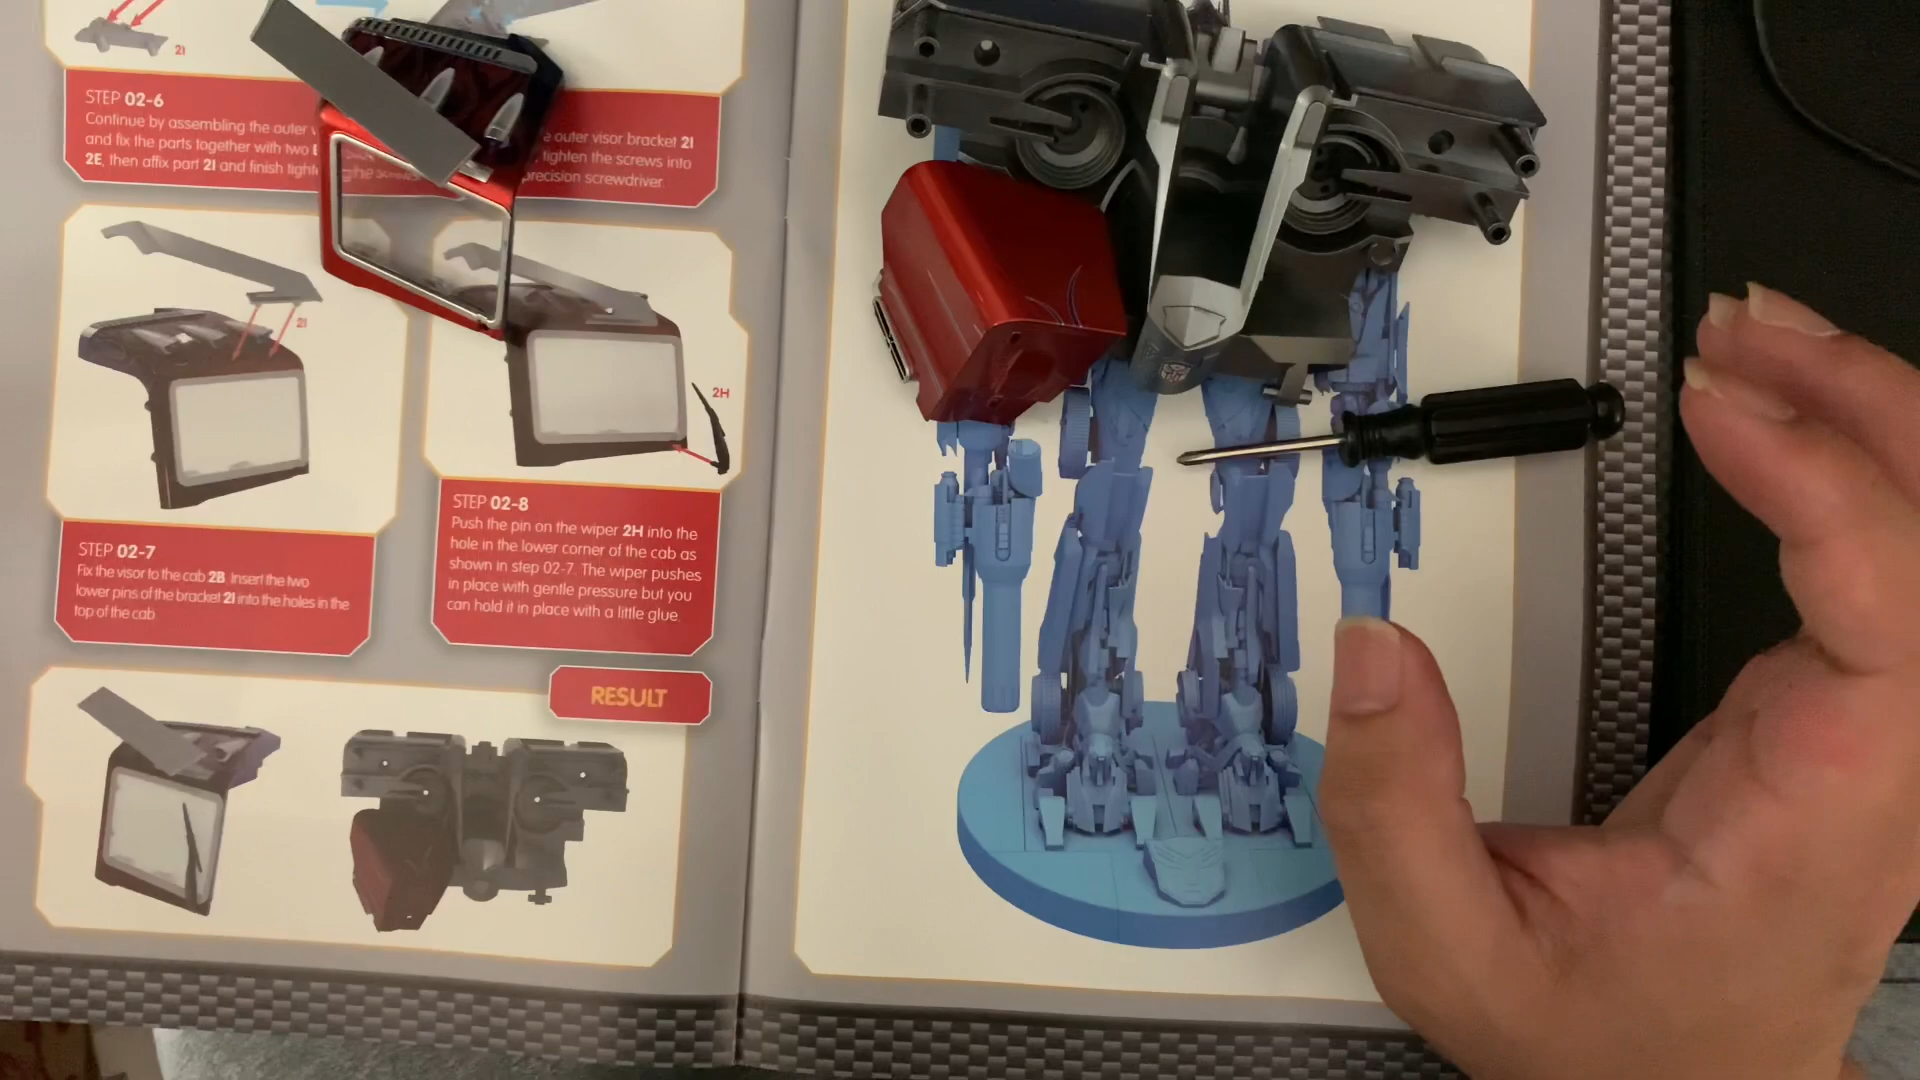 2I
STEP 02-6
Continue by assembling the outer
and fix the parts together with two
2E, then affix part 2I and finish
e outer visor bracket 2I
, tighten the screws into
precision screwdriver.
2I
2H
STEP 02-7
Fix the visor to the cab 2B. Insert the two
lower pins of the bracket 2I into the holes in the
top of the cab.
STEP 02-8
Push the pin on the wiper 2H into the
hole in the lower corner of the cab as
shown in step 02-7. The wiper pushes
in place with gentle pressure but you
can hold it in place with a little glue.
RESULT